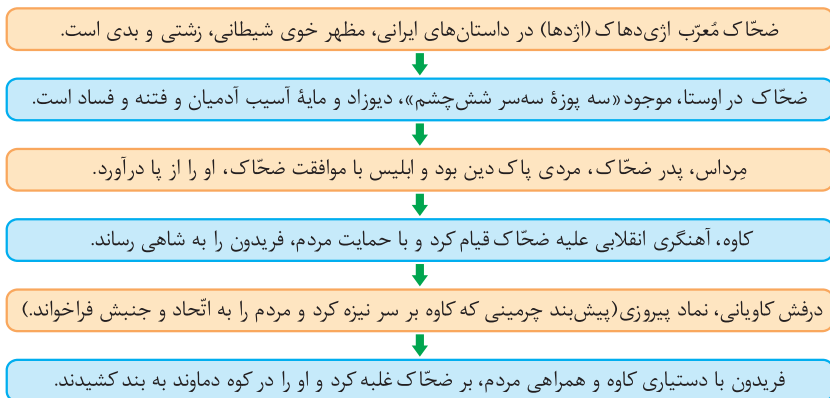 ضحّاک مُعرّب اژی‌دهاک (اژدها) در داستان‌های ایرانی، مظهر خوی شیطانی، زشتی و بدی است.
ضحّاک در اوستا، موجود «سه پوزۀ سه‌سر شش‌چشم»، دیوزاد و مایۀ آسیب آدمیان و فتنه و فساد است.
مِرداس، پدر ضحّاک، مردی پاک دین بود و ابلیس با موافقت ضحّاک، او را از پا درآورد.
کاوه، آهنگری انقلابی علیه ضحّاک قیام کرد و با حمایت مردم، فریدون را به شاهی رساند.
درفش کاویانی، نماد پیروزی(پیش‌بند چرمینی که کاوه بر سر نیزه کرد و مردم را به اتّحاد و جنبش فراخواند.)
فریدون با دستیاری کاوه و همراهی مردم، بر ضحّاک غلبه کرد و او را در کوه دماوند به بند کشیدند.